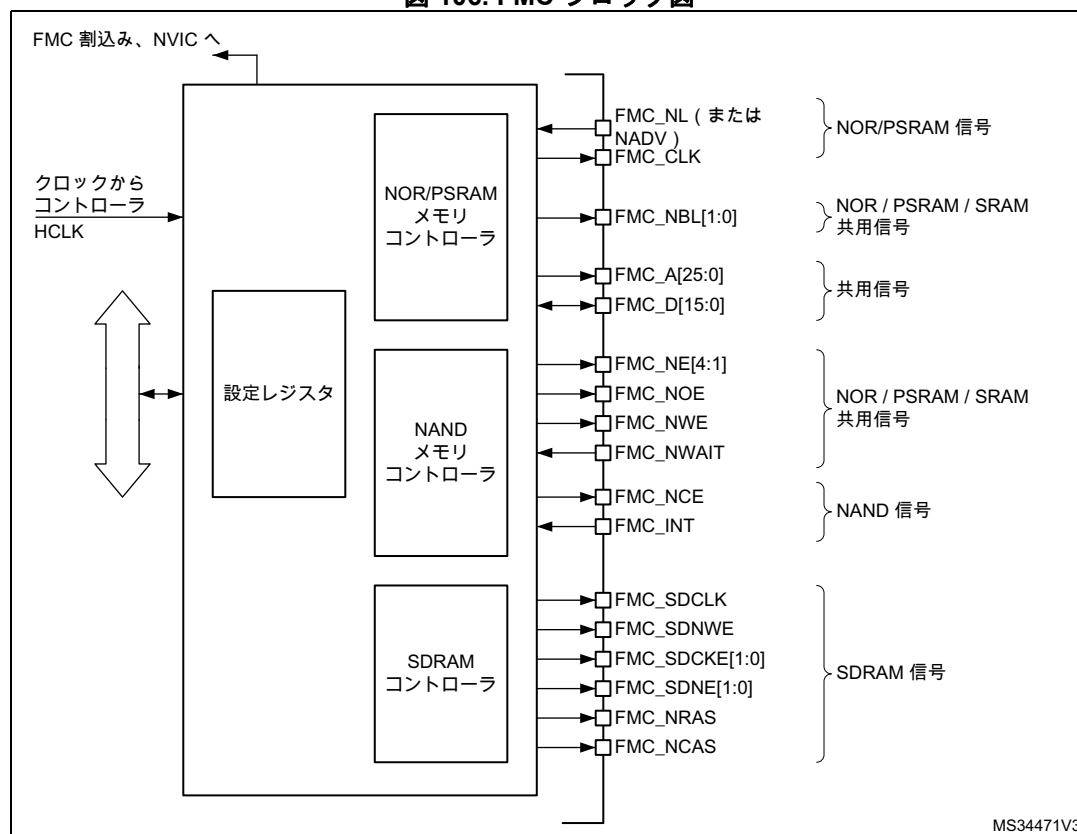 FMC 割込み、NVIC へ
クロックから
コントローラ
HCLK
設定レジスタ
NOR/PSRAM
メモリ
コントローラ
NAND
メモリ
コントローラ
SDRAM
コントローラ
FMC_NL ( または
NADV )
FMC_CLK
NOR/PSRAM 信号
FMC_NBL[1:0]
NOR / PSRAM / SRAM
共用信号
FMC_A[25:0]
FMC_D[15:0]
共用信号
FMC_NE[4:1]
FMC_NOE
FMC_NWE
FMC_NWAIT
NOR / PSRAM / SRAM
共用信号
FMC_NCE
FMC_INT
NAND 信号
FMC_SDCLK
FMC_SDNWE
FMC_SDCKE[1:0]
FMC_SDNE[1:0]
FMC_NRAS
FMC_NCAS
SDRAM 信号
MS34471V3